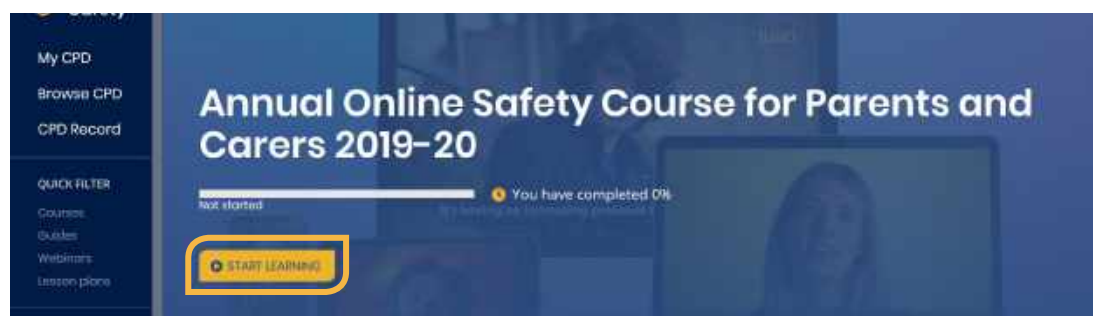 My CPD
Browse CPD
CPD Record
QUICK FILTER
Courses
Guides
Webinars
Lesson plans
Annual Online Safety Course for Parents and
Carers 2019-20
You have completed 0%
Not started
START LEARNING